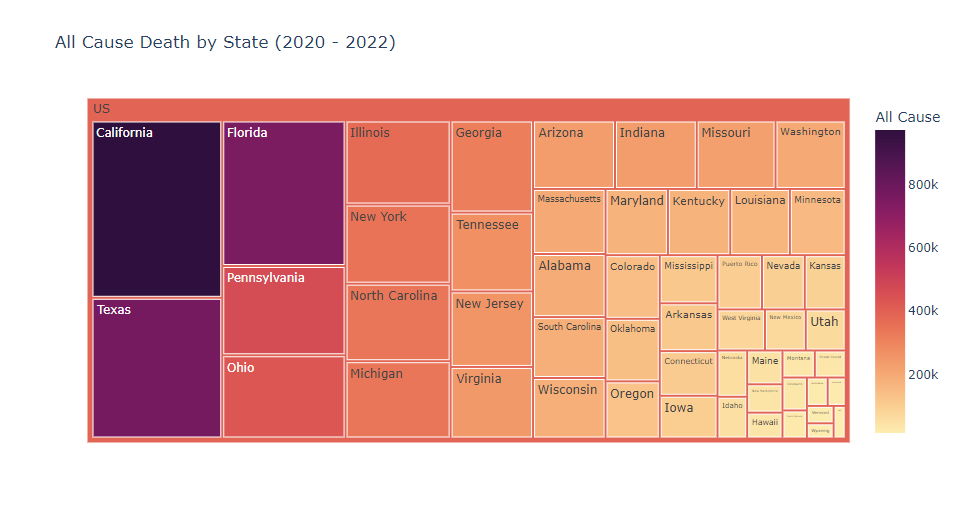 All Cause Death by State (2020 - 2022)
US
California
Texas
Florida
Pennsylvania
Ohio
Illinois
New York
North Carolina
Michigan
Georgia
Tennessee
New Jersey
Virginia
Arizona
Indiana
Missouri
Washington
Massachusetts
Maryland
Kentucky
Louisiana
Minnesota
Alabama
South Carolina
Wisconsin
Colorado
Oklahoma
Oregon
Mississippi
Arkansas
Connecticut
Iowa
Puerto Rico
Nevada
Kansas
West Virginia
New Mexico
Utah
Nebraska
Idaho
Maine
New Hampshire
Hawaii
Montana
Vermont
Wyoming
All Cause
800k
600k
400k
200k